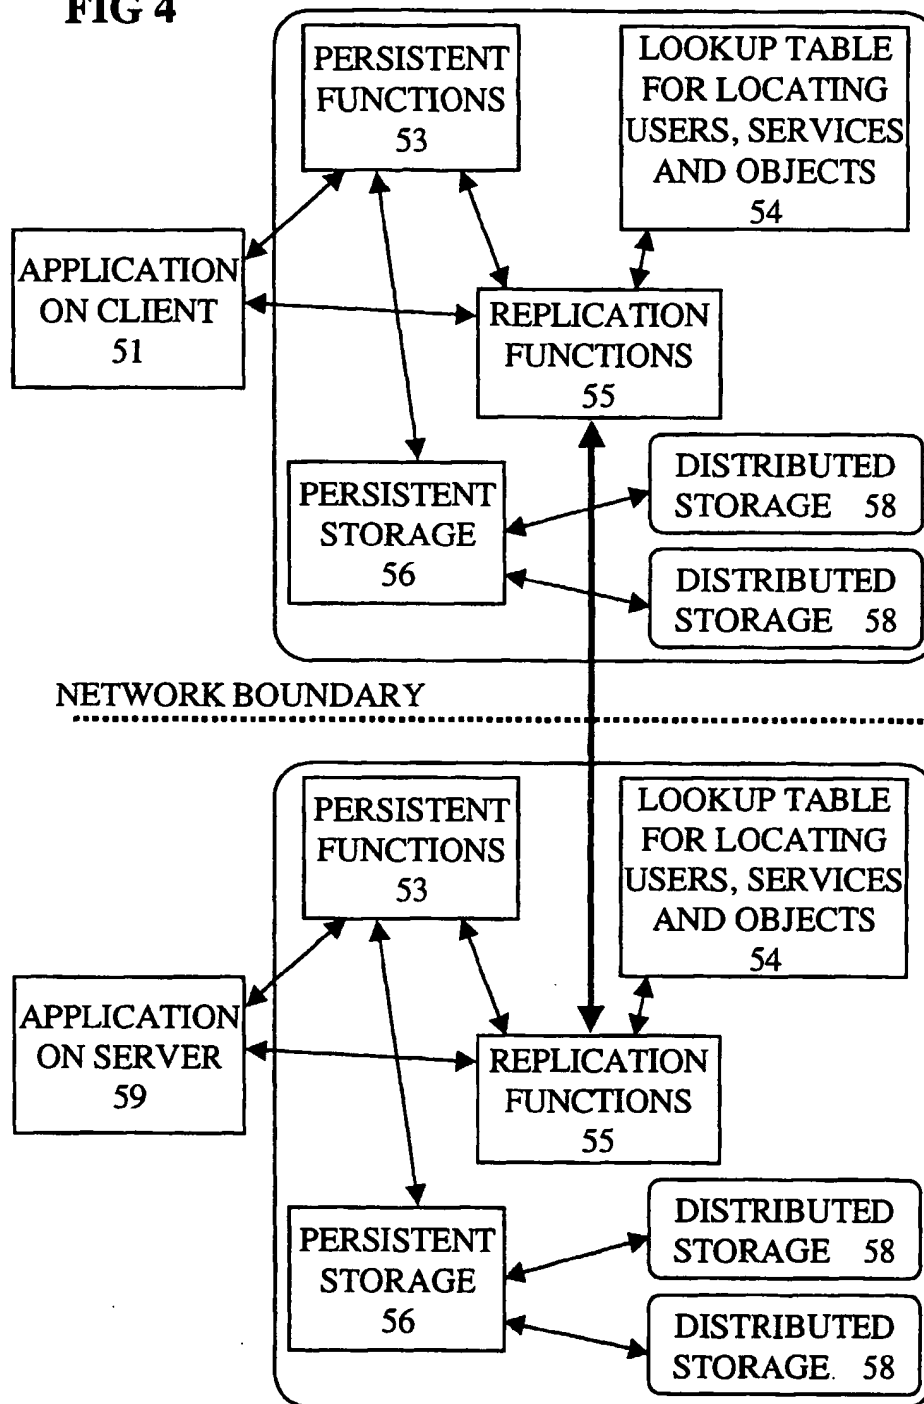 FIG 4
PERSISTENT
FUNCTIONS
53
LOOKUP TABLE
FOR LOCATING
USERS, SERVICES
AND OBJECTS
54
APPLICATION
ON CLIENT
51
REPLICATION
FUNCTIONS
55
PERSISTENT
STORAGE
56
DISTRIBUTED
STORAGE 58
DISTRIBUTED
STORAGE 58
NETWORK BOUNDARY
PERSISTENT
FUNCTIONS
53
LOOKUP TABLE
FOR LOCATING
USERS, SERVICES
AND OBJECTS
54
APPLICATION
ON SERVER
59
REPLICATION
FUNCTIONS
55
PERSISTENT
STORAGE
56
DISTRIBUTED
STORAGE 58
DISTRIBUTED
STORAGE. 58